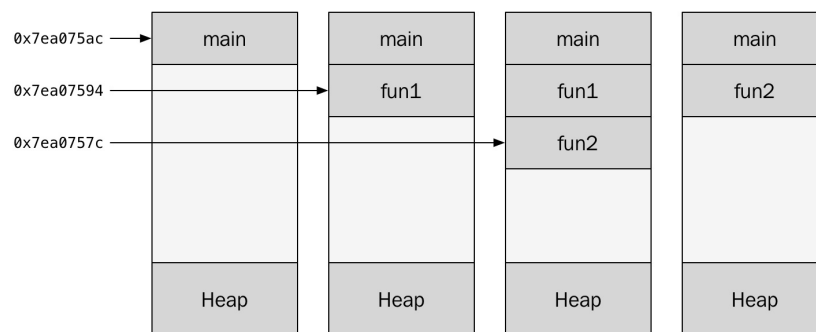 0x7ea075ac main main main main
0x7ea07594 fun1 fun1 fun2
0x7ea0757c fun2
Heap Heap Heap Heap